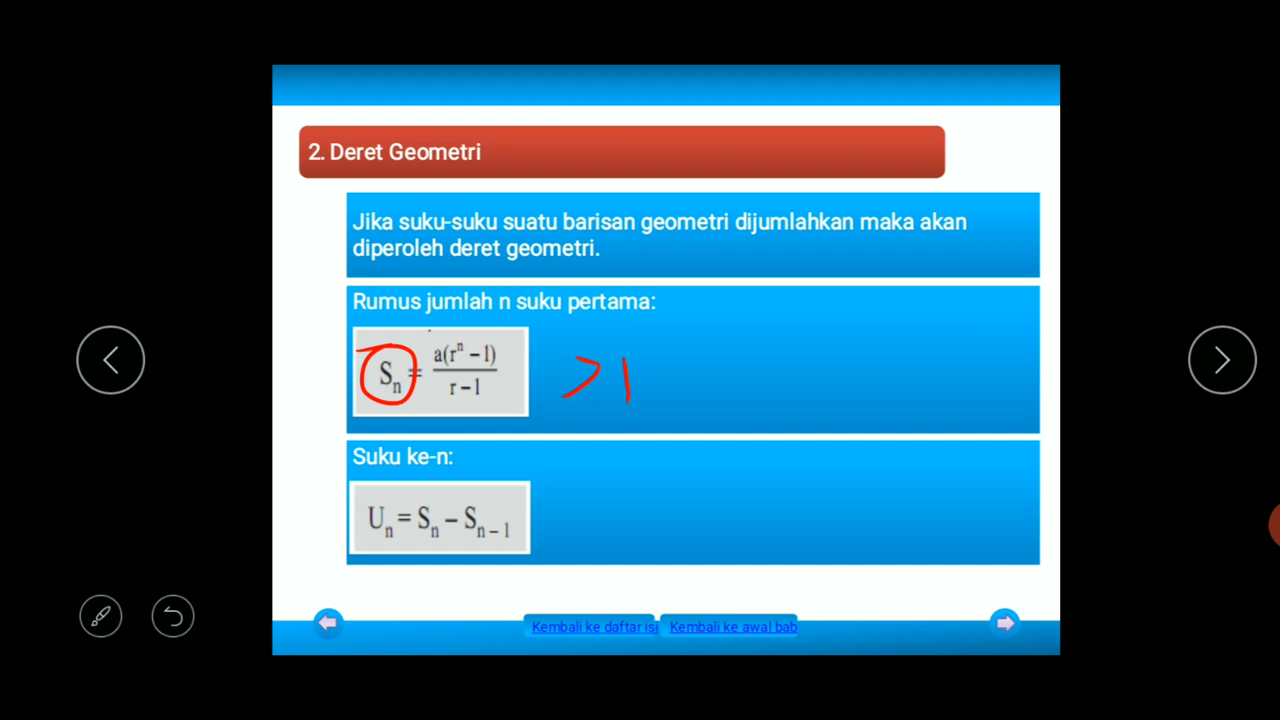 2. Deret Geometri
Jika suku-suku suatu barisan geometri dijumlahkan maka akan
diperoleh deret geometri.
Rumus jumlah n suku pertama:
Sₙ = a(rⁿ – 1) / r – 1
> 1
Suku ke-n:
Uₙ = Sₙ – Sₙ₋₁
Kembali ke daftar isi Kembali ke awal bab